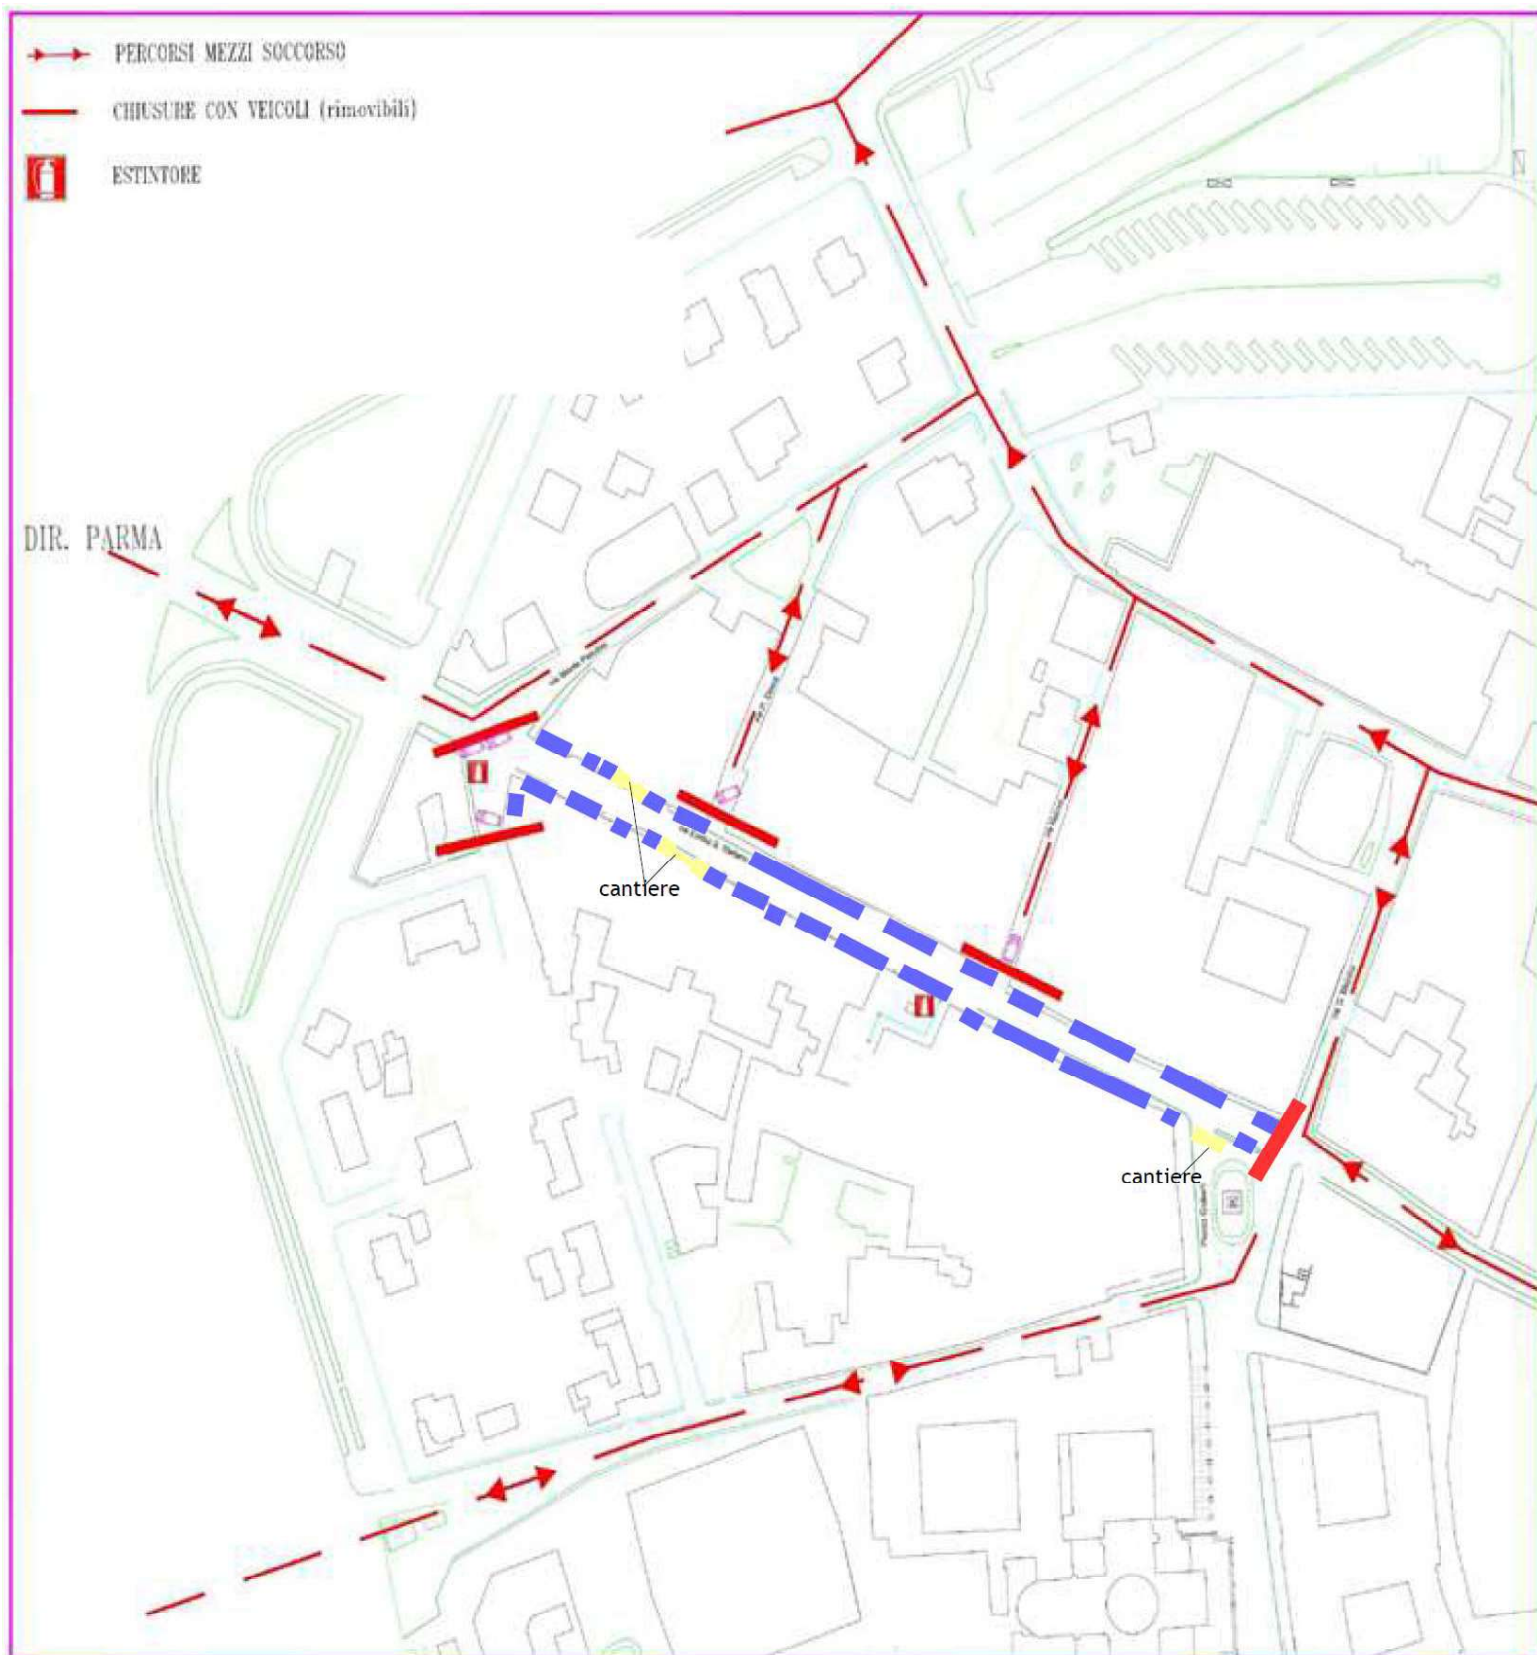 PERCORSI MEZZI SOCCORSO
CHIUSURE CON VEICOLI (rimovibili)
ESTINTORE
DIR. PARMA
cantiere
cantiere